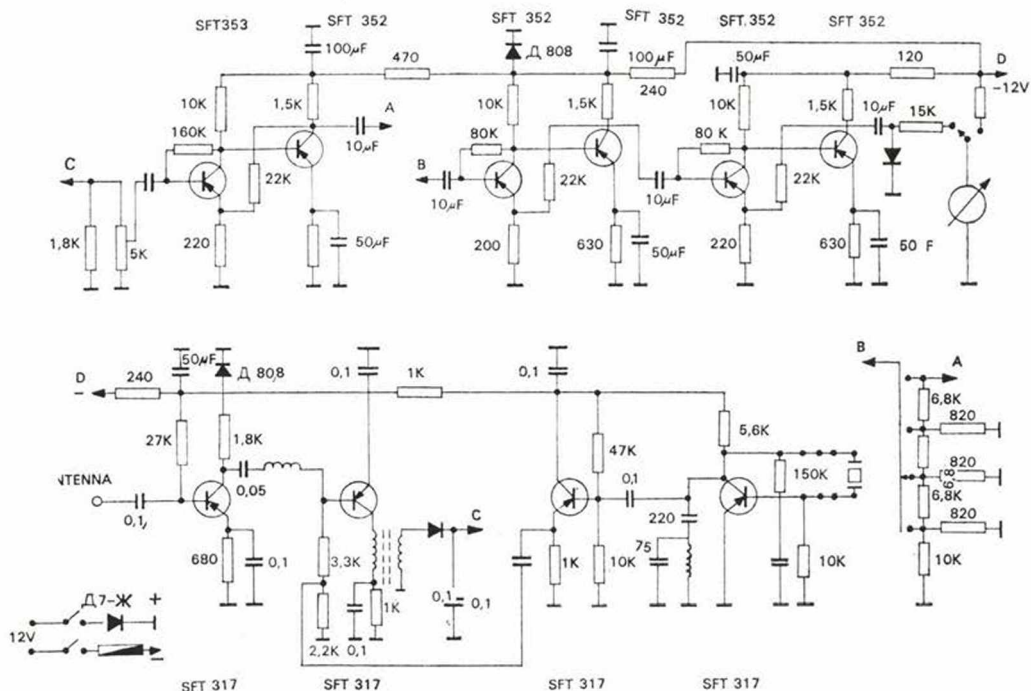 SFT353
SFT 352
SFT 352
SFT 352
SFT. 352
SFT 352
100µF
470
Д 808
100µF
240
50µF
120
D
-12V
10K
1,5K
A
10µF
160K
22K
C
1,8K
5K
220
50µF
10K
1,5K
80K
B
10µF
22K
200
630
50µF
10µF
10K
1,5K
80 K
10µF
15K
22K
220
630
50 F
D
−
240
50µF
Д 80,8
0,1
1K
0,1
B
A
27K
1,8K
47K
5,6K
6,8K
820
NTENNA
0,1
0,05
0,1
150K
820
6,8
6,8K
820
680
0,1
3,3K
C
1K
10K
220
75
10K
10K
1K
0,1
0,1
2,2K
0,1
Д7-Ж
+
12V
−
SFT 317
SFT 317
SFT 317
SFT 317